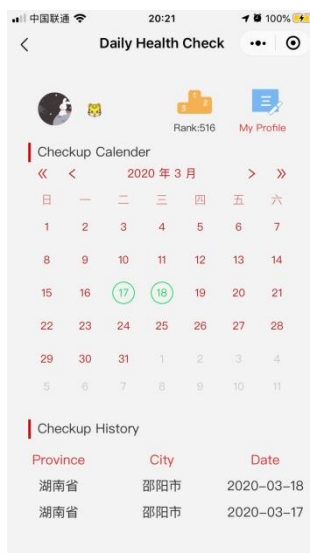 中国联通 20:21 100%
Daily Health Check
Rank:516 My Profile
Checkup Calender
« < 2020 年 3 月 > »
日 一 二 三 四 五 六
1 2 3 4 5 6 7
8 9 10 11 12 13 14
15 16 17 18 19 20 21
22 23 24 25 26 27 28
29 30 31 1 2 3 4
5 6 7 8 9 10 11
Checkup History
Province City Date
湖南省 邵阳市 2020-03-18
湖南省 邵阳市 2020-03-17